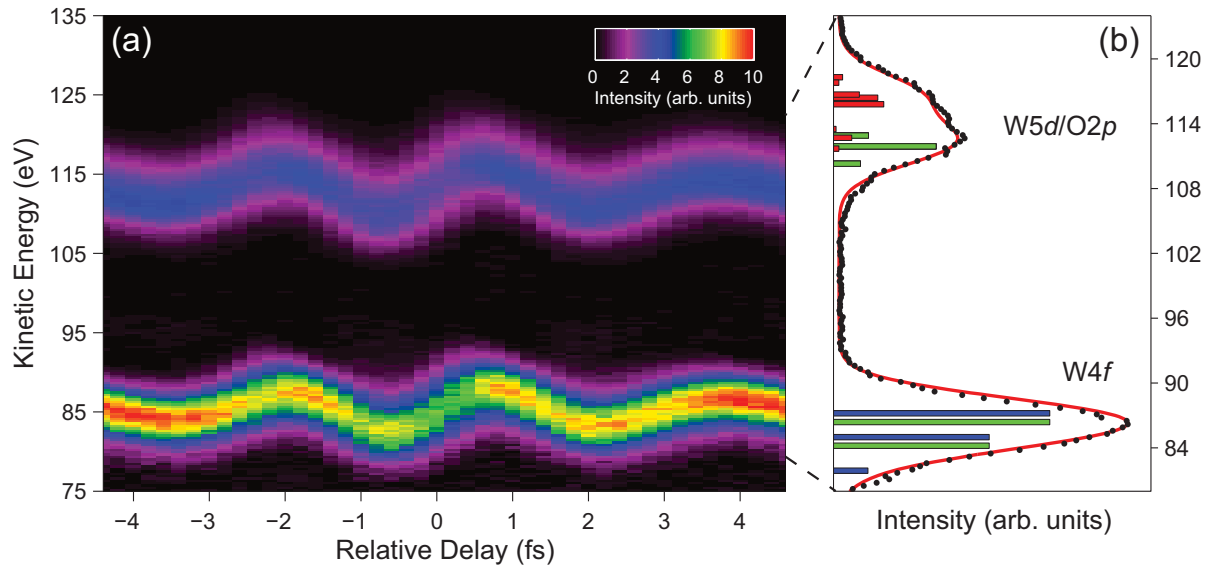 (a)
135
125
115
105
95
85
75
Kinetic Energy (eV)
−4 −3 −2 −1 0 1 2 3 4
Relative Delay (fs)
0 2 4 6 8 10
Intensity (arb. units)
(b)
120
114
108
102
96
90
84
W5d/O2p
W4f
Intensity (arb. units)